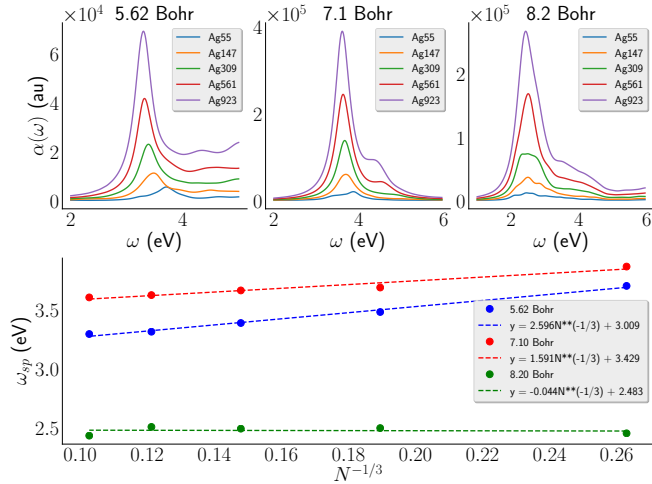 ×10⁴ 5.62 Bohr
×10⁵ 7.1 Bohr
×10⁵ 8.2 Bohr
α(ω) (au)
6
4
2
0
2 4
ω (eV)
Ag55
Ag147
Ag309
Ag561
Ag923
4
2
0
2 4 6
ω (eV)
Ag55
Ag147
Ag309
Ag561
Ag923
2
1
0
2 4 6
ω (eV)
Ag55
Ag147
Ag309
Ag561
Ag923
ω_sp (eV)
3.5
3.0
2.5
5.62 Bohr
y = 2.596N**(-1/3) + 3.009
7.10 Bohr
y = 1.591N**(-1/3) + 3.429
8.20 Bohr
y = -0.044N**(-1/3) + 2.483
0.10 0.12 0.14 0.16 0.18 0.20 0.22 0.24 0.26
N^{-1/3}